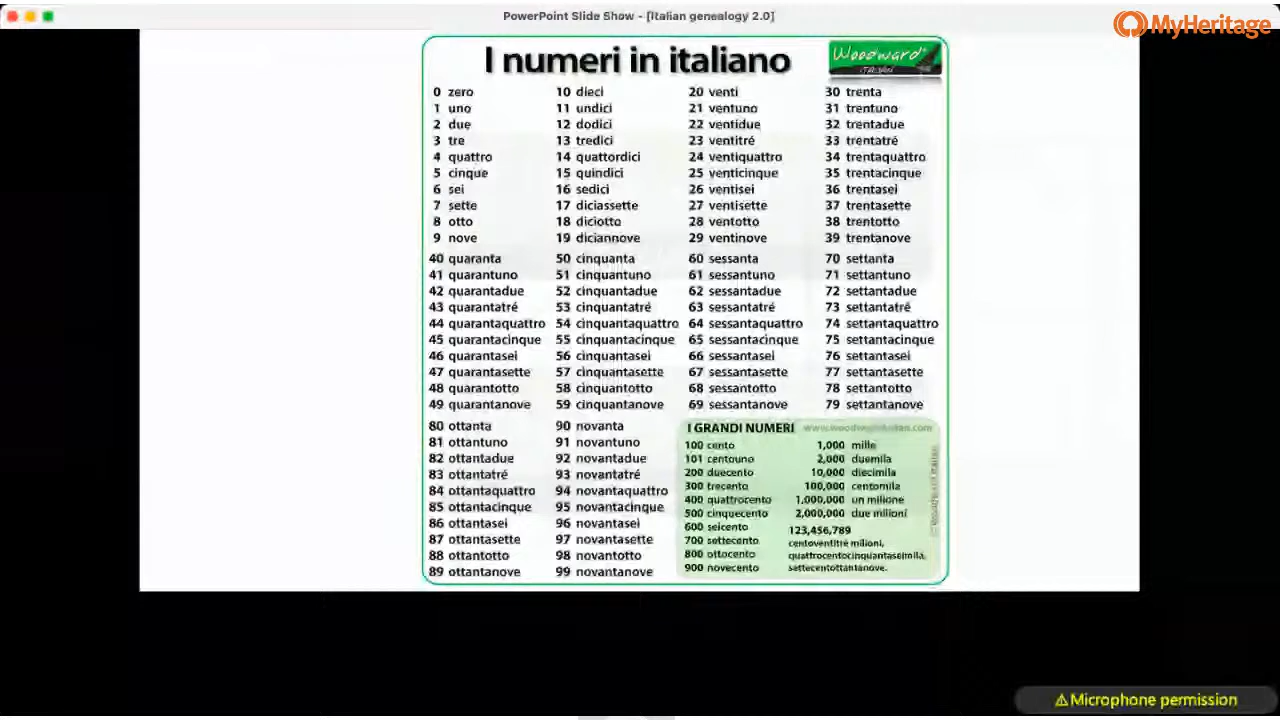 PowerPoint Slide Show - [Italian genealogy 2.0]
MyHeritage
I numeri in italiano
Woodward
ITALIAN
0 zero
1 uno
2 due
3 tre
4 quattro
5 cinque
6 sei
7 sette
8 otto
9 nove
10 dieci
11 undici
12 dodici
13 tredici
14 quattordici
15 quindici
16 sedici
17 diciassette
18 diciotto
19 diciannove
20 venti
21 ventuno
22 ventidue
23 ventitré
24 ventiquattro
25 venticinque
26 ventisei
27 ventisette
28 ventotto
29 ventinove
30 trenta
31 trentuno
32 trentadue
33 trentatré
34 trentaquattro
35 trentacinque
36 trentasei
37 trentasette
38 trentotto
39 trentanove
40 quaranta
41 quarantuno
42 quarantadue
43 quarantatré
44 quarantaquattro
45 quarantacinque
46 quarantasei
47 quarantasette
48 quarantotto
49 quarantanove
50 cinquanta
51 cinquantuno
52 cinquantadue
53 cinquantatré
54 cinquantaquattro
55 cinquantacinque
56 cinquantasei
57 cinquantasette
58 cinquantotto
59 cinquantanove
60 sessanta
61 sessantuno
62 sessantadue
63 sessantatré
64 sessantaquattro
65 sessantacinque
66 sessantasei
67 sessantasette
68 sessantotto
69 sessantanove
70 settanta
71 settantuno
72 settantadue
73 settantatré
74 settantaquattro
75 settantacinque
76 settantasei
77 settantasette
78 settantotto
79 settantanove
80 ottanta
81 ottantuno
82 ottantadue
83 ottantatré
84 ottantaquattro
85 ottantacinque
86 ottantasei
87 ottantasette
88 ottantotto
89 ottantanove
90 novanta
91 novantuno
92 novantadue
93 novantatré
94 novantaquattro
95 novantacinque
96 novantasei
97 novantasette
98 novantotto
99 novantanove
I GRANDI NUMERI
100 cento
101 centouno
200 duecento
300 trecento
400 quattrocento
500 cinquecento
600 seicento
700 settecento
800 ottocento
900 novecento
1,000 mille
2,000 duemila
10,000 diecimila
100,000 centomila
1,000,000 un milione
2,000,000 due milioni
123,456,789
centoventitré milioni,
quattrocentocinquantaseimila,
settecentottantanove.
⚠Microphone permission